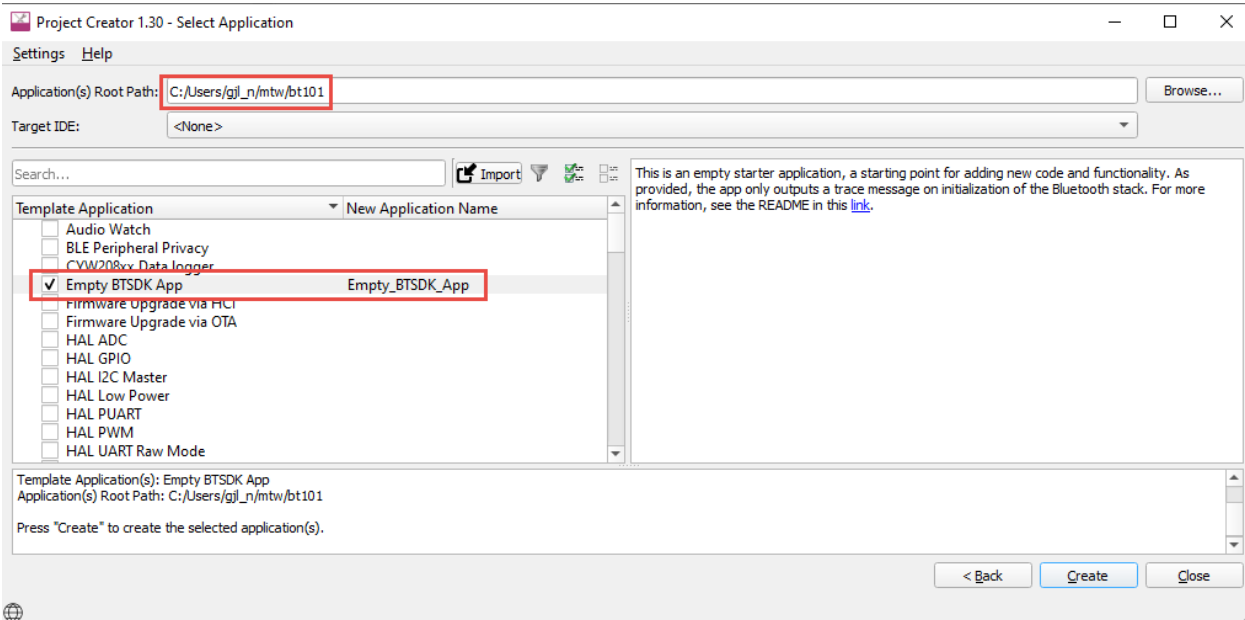 Project Creator 1.30 - Select Application
Settings Help
Application(s) Root Path: C:/Users/gjl_n/mtw/bt101 Browse...
Target IDE: <None>
Search... Import
Template Application New Application Name
Audio Watch
BLE Peripheral Privacy
CYW208xx Data logger
Empty BTSDK App Empty_BTSDK_App
Firmware Upgrade via HCI
Firmware Upgrade via OTA
HAL ADC
HAL GPIO
HAL I2C Master
HAL Low Power
HAL PUART
HAL PWM
HAL UART Raw Mode
This is an empty starter application, a starting point for adding new code and functionality. As
provided, the app only outputs a trace message on initialization of the Bluetooth stack. For more
information, see the README in this link.
Template Application(s): Empty BTSDK App
Application(s) Root Path: C:/Users/gjl_n/mtw/bt101
Press "Create" to create the selected application(s).
< Back Create Close